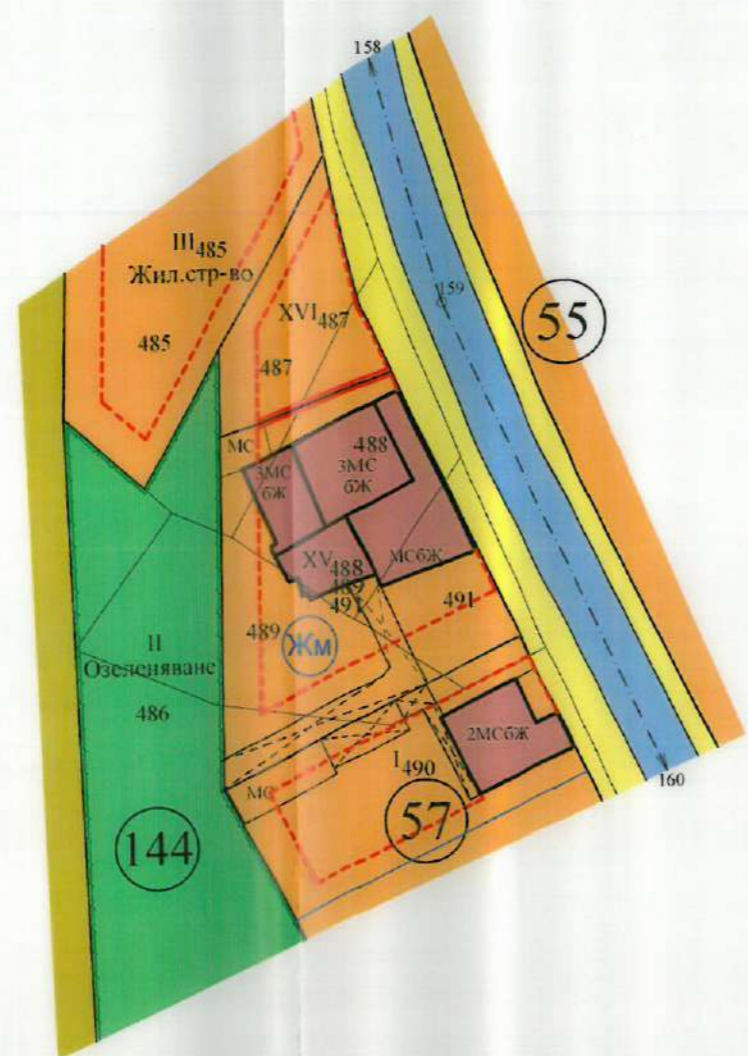 158
III485
Жил.стр-во
485
159
55
XVI487
487
МС
488
3МС
бЖ
3МС
бЖ
МСбЖ
XV488
489
491
491
489
Жм
II
Озеленяване
486
2МСбЖ
I490
МС
57
160
144